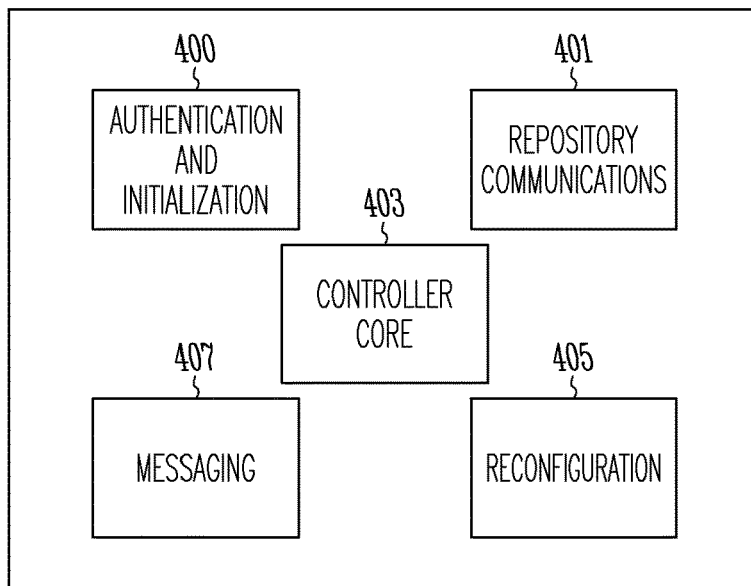 400
AUTHENTICATION
AND
INITIALIZATION
401
REPOSITORY
COMMUNICATIONS
403
CONTROLLER
CORE
407
MESSAGING
405
RECONFIGURATION